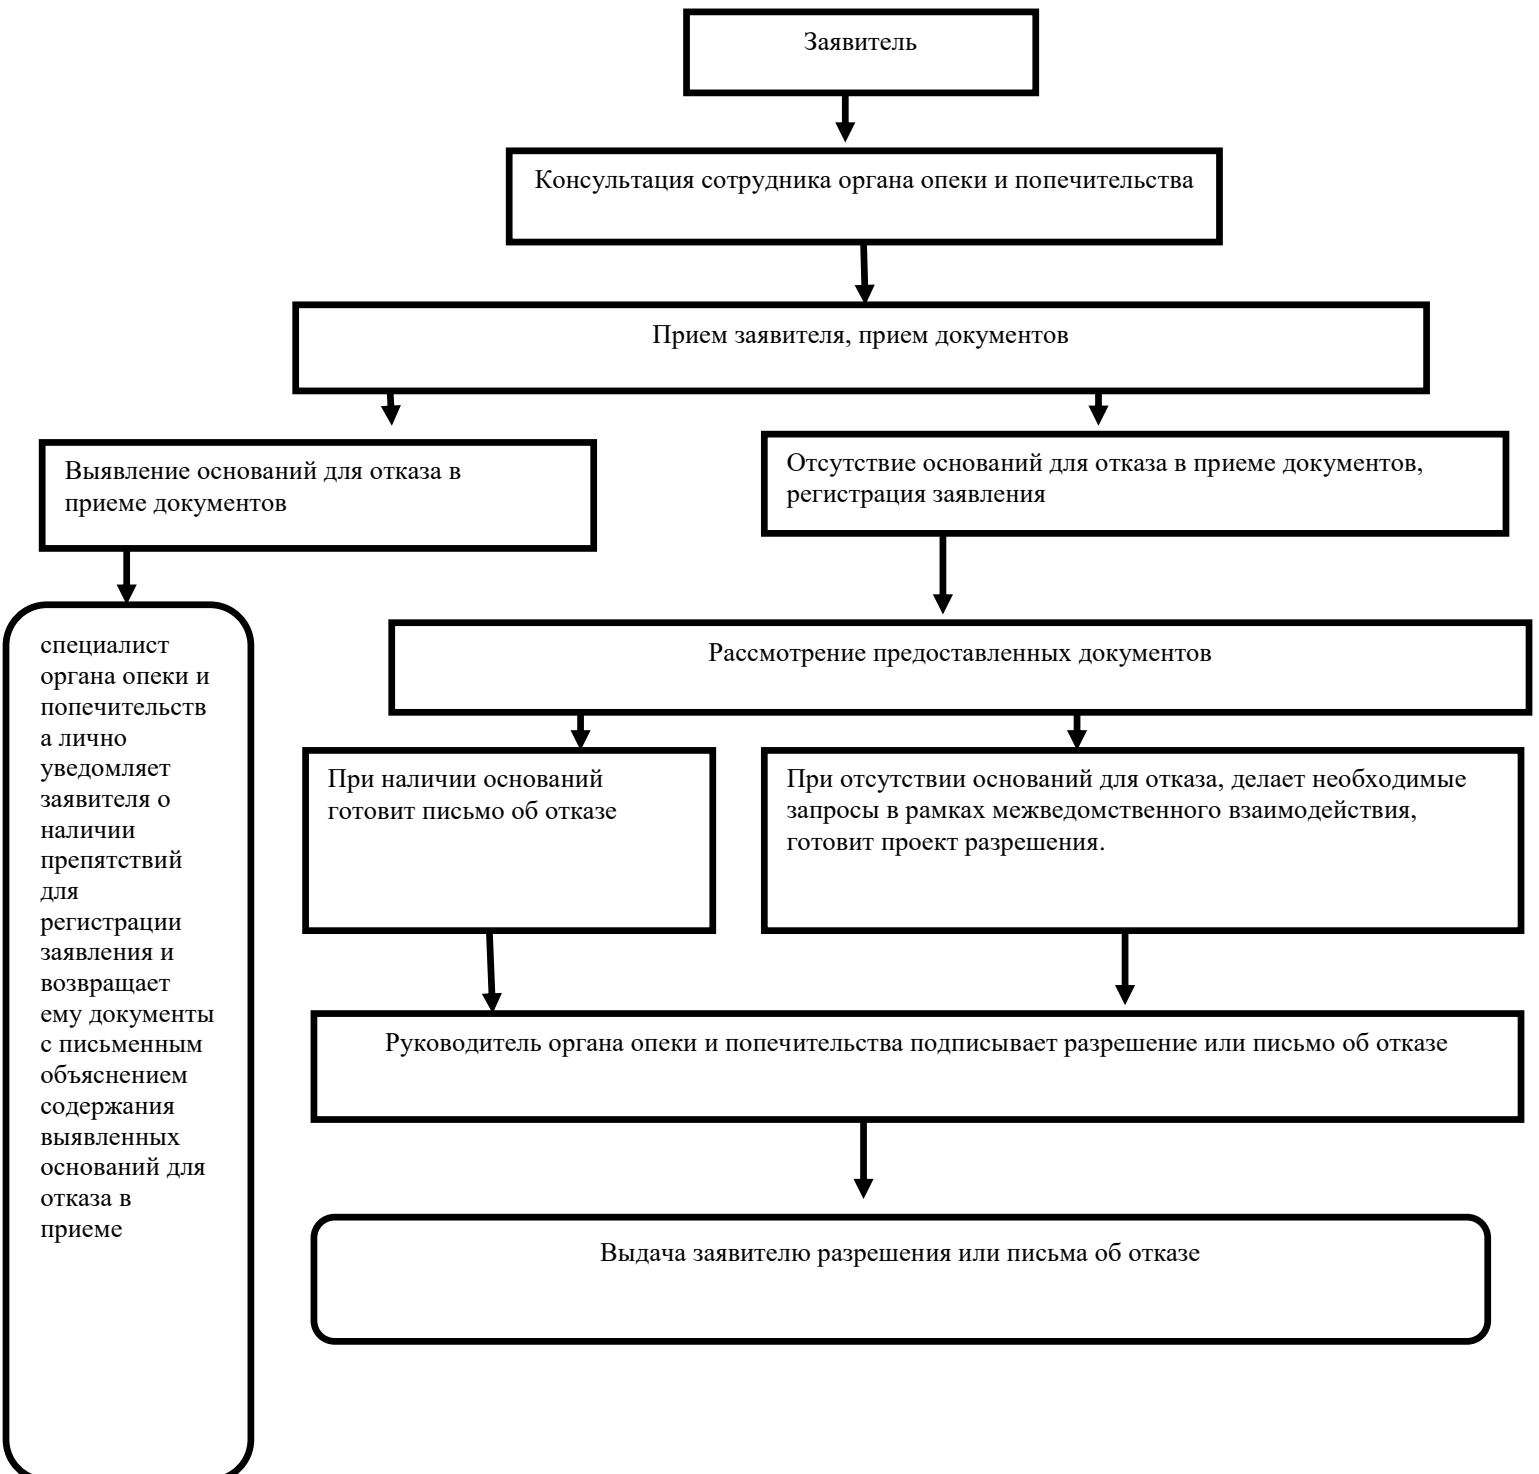 Заявитель
Консультация сотрудника органа опеки и попечительства
Прием заявителя, прием документов
Выявление оснований для отказа в
приеме документов
Отсутствие оснований для отказа в приеме документов,
регистрация заявления
специалист
органа опеки и
попечительств
а лично
уведомляет
заявителя о
наличии
препятствий
для
регистрации
заявления и
возвращает
ему документы
с письменным
объяснением
содержания
выявленных
оснований для
отказа в
приеме
Рассмотрение предоставленных документов
При наличии оснований
готовит письмо об отказе
При отсутствии оснований для отказа, делает необходимые
запросы в рамках межведомственного взаимодействия,
готовит проект разрешения.
Руководитель органа опеки и попечительства подписывает разрешение или письмо об отказе
Выдача заявителю разрешения или письма об отказе